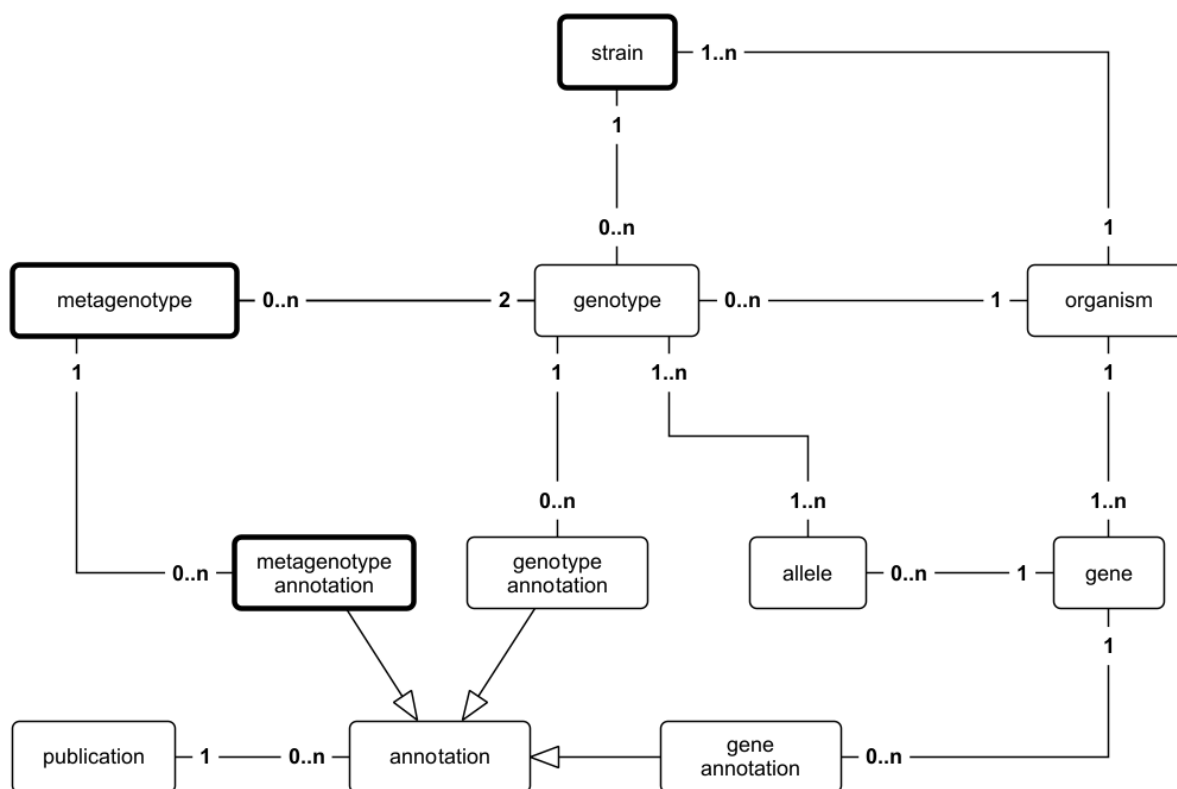 strain
1..n
1
0..n
1
metagenotype
0..n
2
genotype
0..n
1
organism
1
1
1..n
1
0..n
1..n
1..n
0..n
metagenotype
annotation
genotype
annotation
allele
0..n
1
gene
1
publication
1
0..n
annotation
gene
annotation
0..n